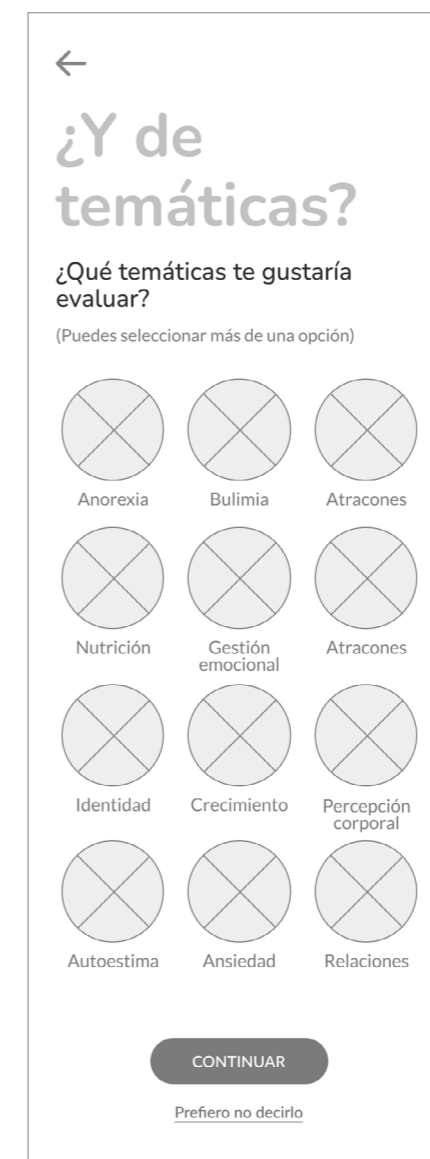 ¿Y de
temáticas?
¿Qué temáticas te gustaría
evaluar?
(Puedes seleccionar más de una opción)
Anorexia
Bulimia
Atracones
Nutrición
Gestión
emocional
Atracones
Identidad
Crecimiento
Percepción
corporal
Autoestima
Ansiedad
Relaciones
CONTINUAR
Prefiero no decirlo